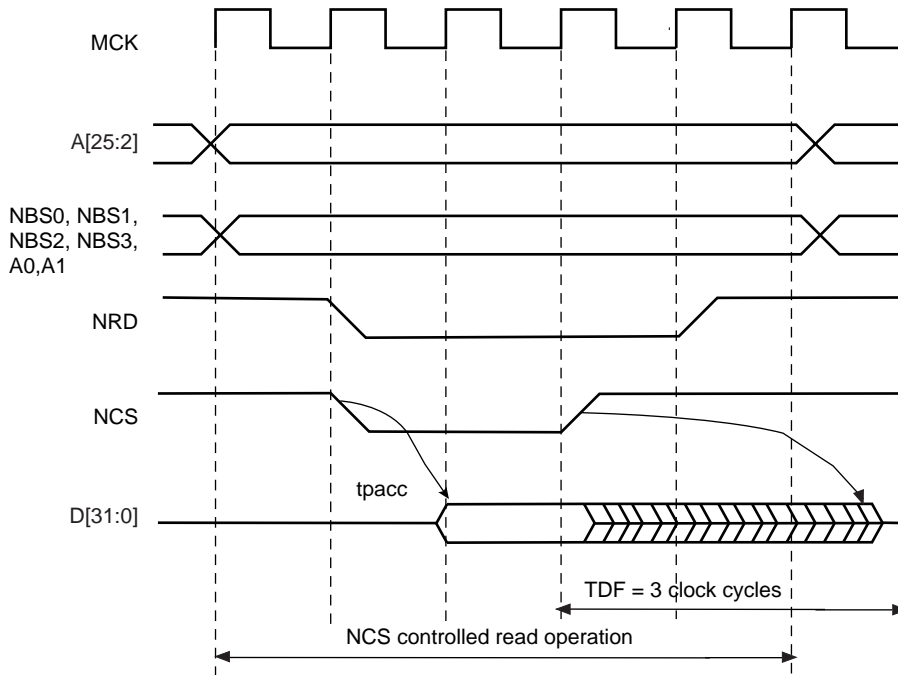 MCK
A[25:2]
NBS0, NBS1,
NBS2, NBS3,
A0,A1
NRD
NCS
tpacc
D[31:0]
TDF = 3 clock cycles
NCS controlled read operation